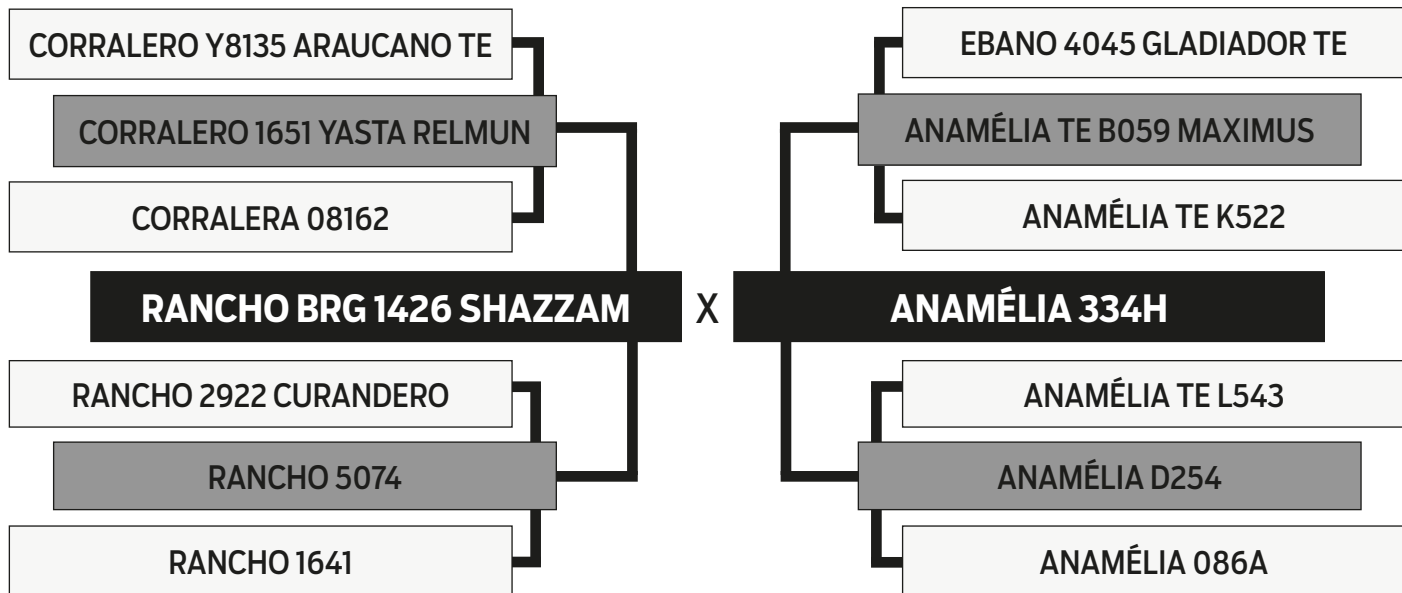 CORRALERO Y8135 ARAUCANO TE
CORRALERO 1651 YASTA RELMUN
CORRALERA 08162
RANCHO BRG 1426 SHAZZAM
RANCHO 2922 CURANDERO
RANCHO 5074
RANCHO 1641
X
EBANO 4045 GLADIADOR TE
ANAMÉLIA TE B059 MAXIMUS
ANAMÉLIA TE K522
ANAMÉLIA 334H
ANAMÉLIA TE L543
ANAMÉLIA D254
ANAMÉLIA 086A